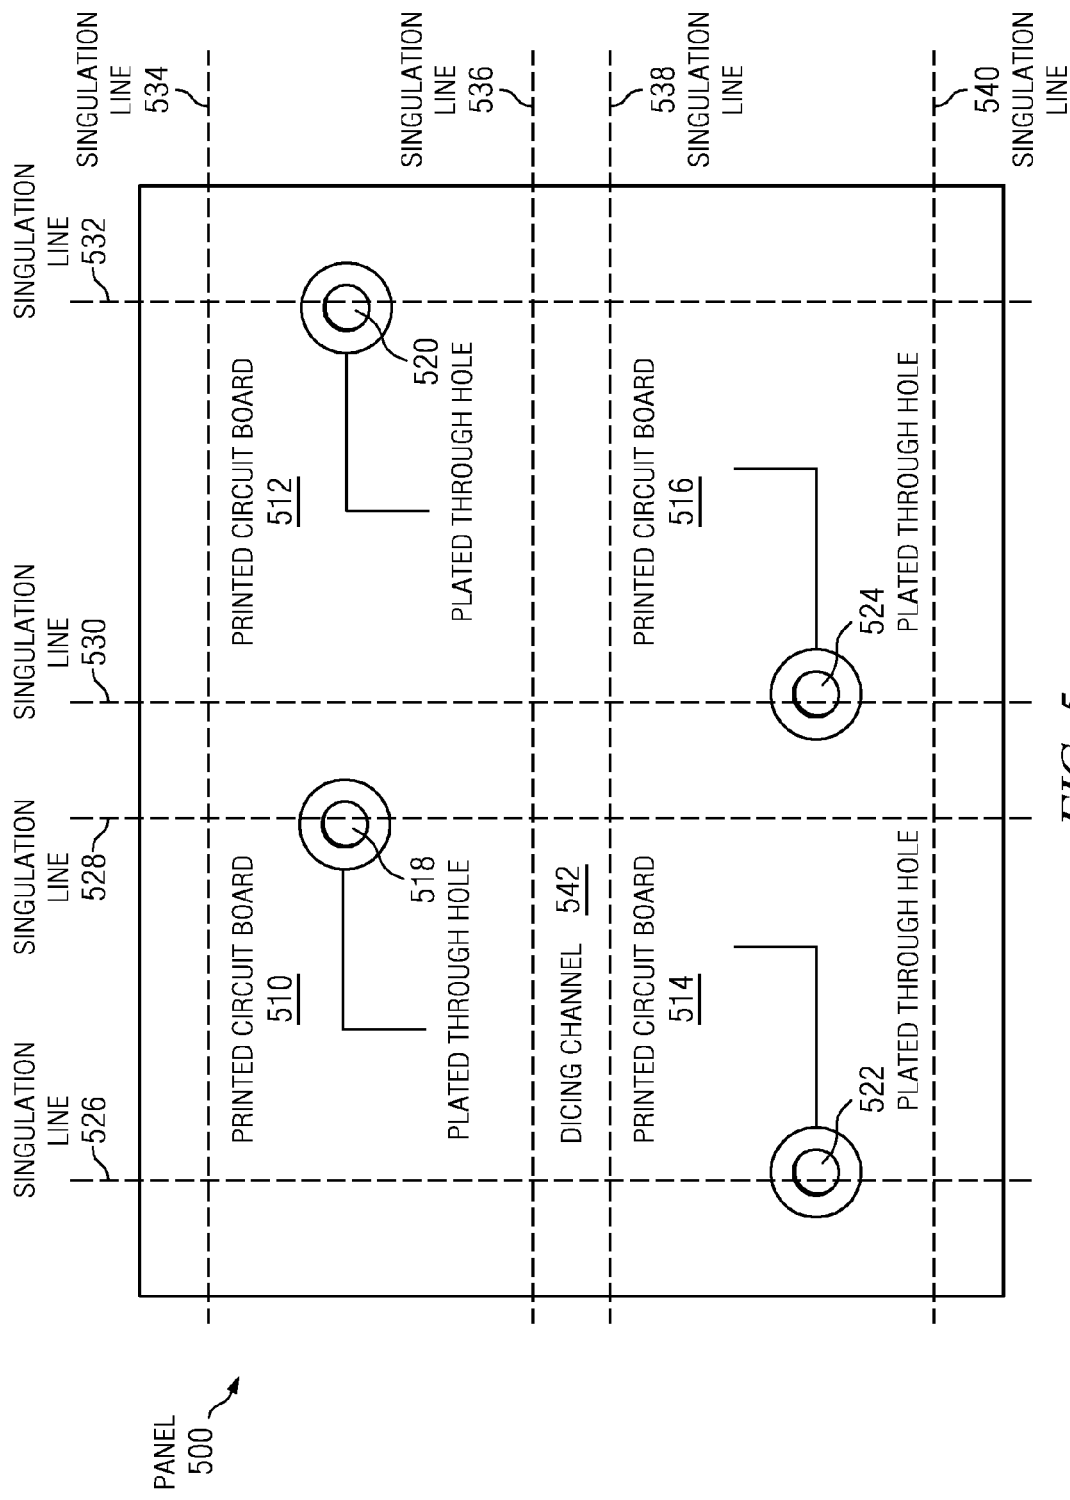 SINGULATION
LINE
526
SINGULATION
LINE
528
SINGULATION
LINE
530
SINGULATION
LINE
532
SINGULATION
LINE
534
PANEL
500
PRINTED CIRCUIT BOARD
510
518
PLATED THROUGH HOLE
PRINTED CIRCUIT BOARD
512
520
PLATED THROUGH HOLE
SINGULATION
LINE
536
DICING CHANNEL 542
538
SINGULATION
LINE
PRINTED CIRCUIT BOARD
514
522
PLATED THROUGH HOLE
PRINTED CIRCUIT BOARD
516
524
PLATED THROUGH HOLE
540
SINGULATION
LINE
FIG. 5